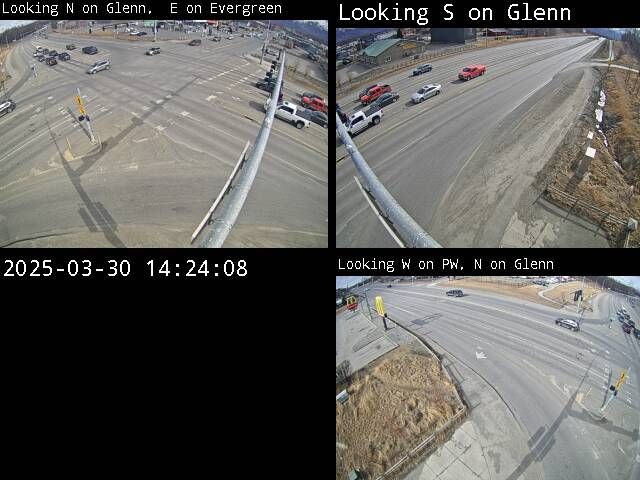 Looking N on Glenn,  E on Evergreen
Looking S on Glenn
2025-03-30 14:24:08
Looking W on PW, N on Glenn